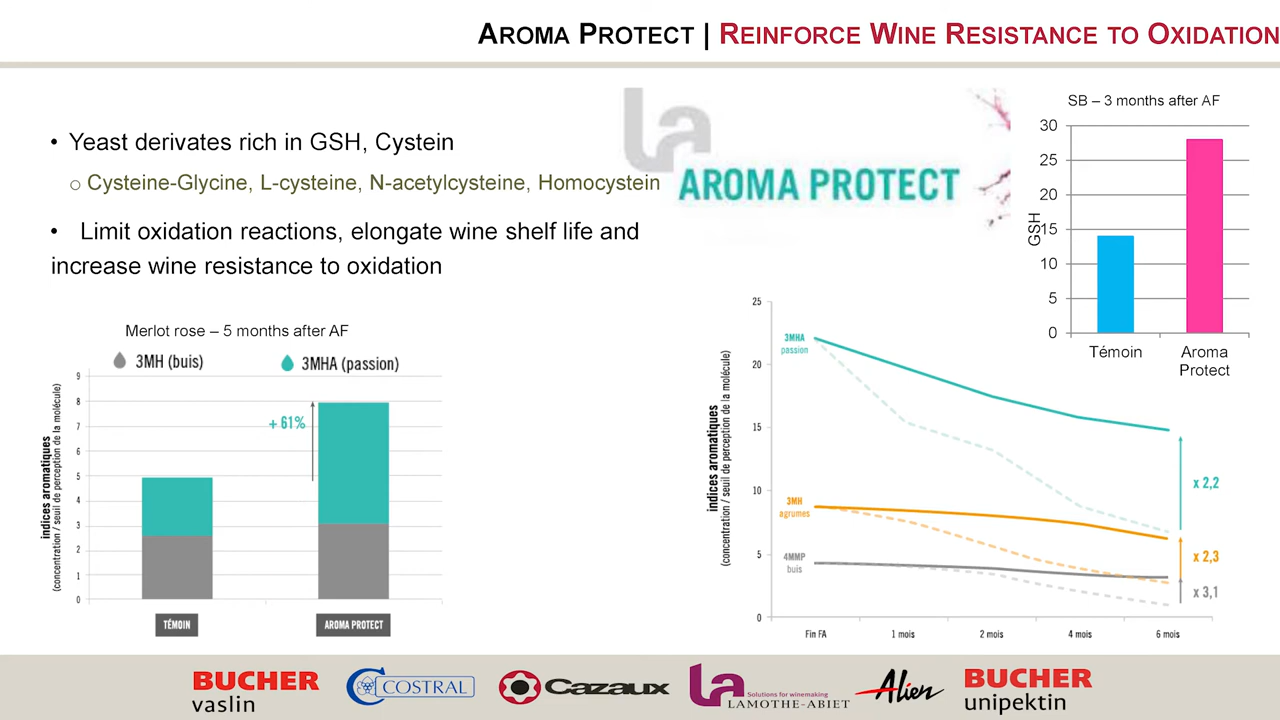 AROMA PROTECT | REINFORCE WINE RESISTANCE TO OXIDATION
• Yeast derivates rich in GSH, Cystein
o Cysteine-Glycine, L-cysteine, N-acetylcysteine, Homocystein
• Limit oxidation reactions, elongate wine shelf life and
increase wine resistance to oxidation
la
AROMA PROTECT
SB – 3 months after AF
GSH
30
25
20
15
10
5
0
Témoin
Aroma
Protect
Merlot rose – 5 months after AF
3MH (buis)
3MHA (passion)
indices aromatiques
(concentration / seuil de perception de la molécule)
9
8
7
6
5
4
3
2
1
0
+ 61%
TÉMOIN
AROMA PROTECT
indices aromatiques
(concentration / seuil de perception de la molécule)
25
20
15
10
5
0
3MHA
passion
3MH
agrumes
4MMP
buis
x 2,2
x 2,3
x 3,1
Fin FA
1 mois
2 mois
4 mois
6 mois
BUCHER
vaslin
COSTRAL
Cazaux
la
Solutions for winemaking
LAMOTHE-ABIET
Alien
BUCHER
unipektin